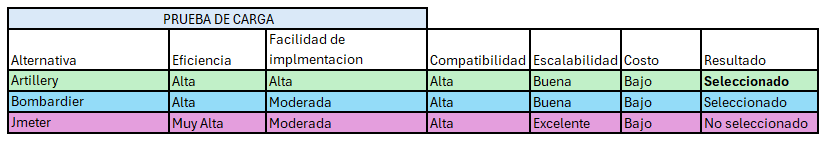 PRUEBA DE CARGA
Alternativa Eficiencia Facilidad de implmentacion Compatibilidad Escalabilidad Costo Resultado
Artillery Alta Alta Alta Buena Bajo Seleccionado
Bombardier Alta Moderada Alta Buena Bajo Seleccionado
Jmeter Muy Alta Moderada Alta Excelente Bajo No seleccionado